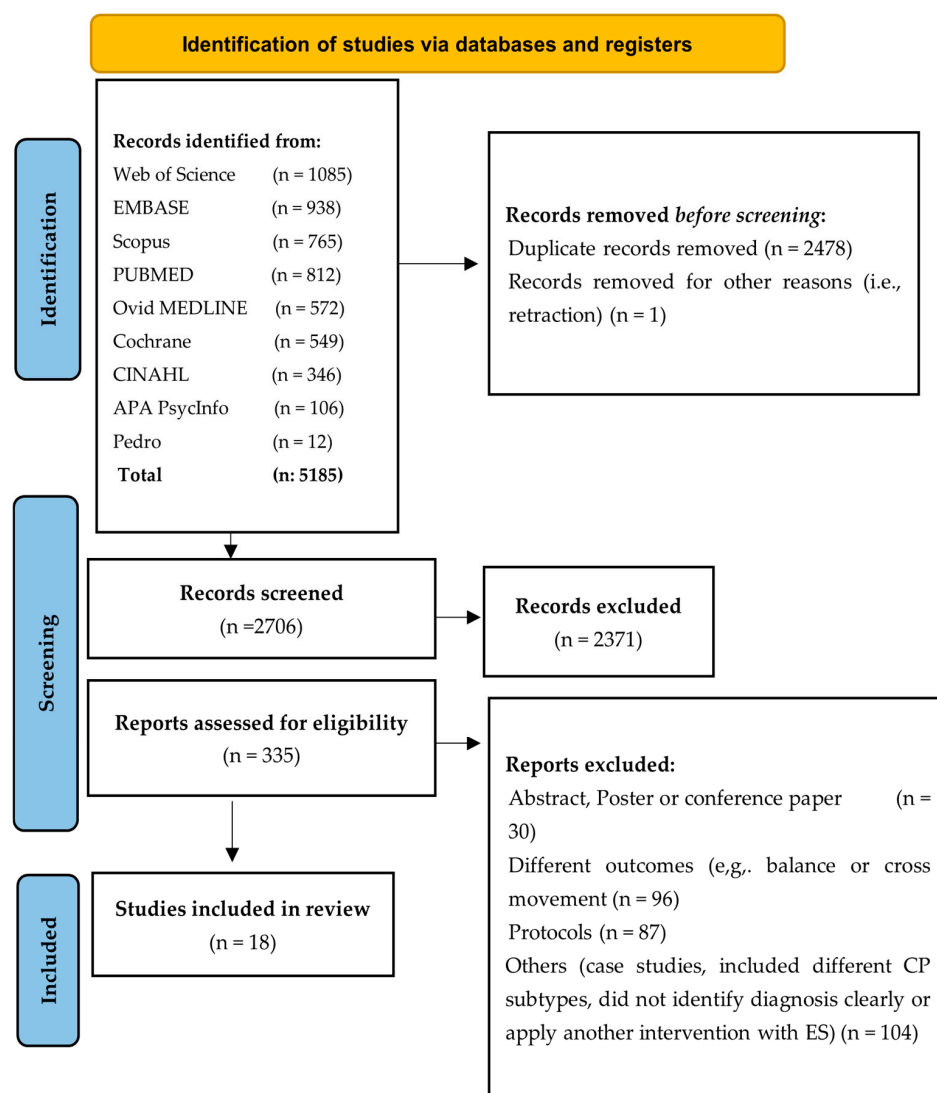 Identification of studies via databases and registers
Identification
Records identified from:
Web of Science (n = 1085)
EMBASE (n = 938)
Scopus (n = 765)
PUBMED (n = 812)
Ovid MEDLINE (n = 572)
Cochrane (n = 549)
CINAHL (n = 346)
APA PsycInfo (n = 106)
Pedro (n = 12)
Total (n: 5185)
Records removed before screening:
Duplicate records removed (n = 2478)
Records removed for other reasons (i.e.,
retraction) (n = 1)
Screening
Records screened
(n =2706)
Records excluded
(n = 2371)
Reports assessed for eligibility
(n = 335)
Reports excluded:
Abstract, Poster or conference paper (n =
30)
Different outcomes (e,g,. balance or cross
movement (n = 96)
Protocols (n = 87)
Others (case studies, included different CP
subtypes, did not identify diagnosis clearly or
apply another intervention with ES) (n = 104)
Included
Studies included in review
(n = 18)